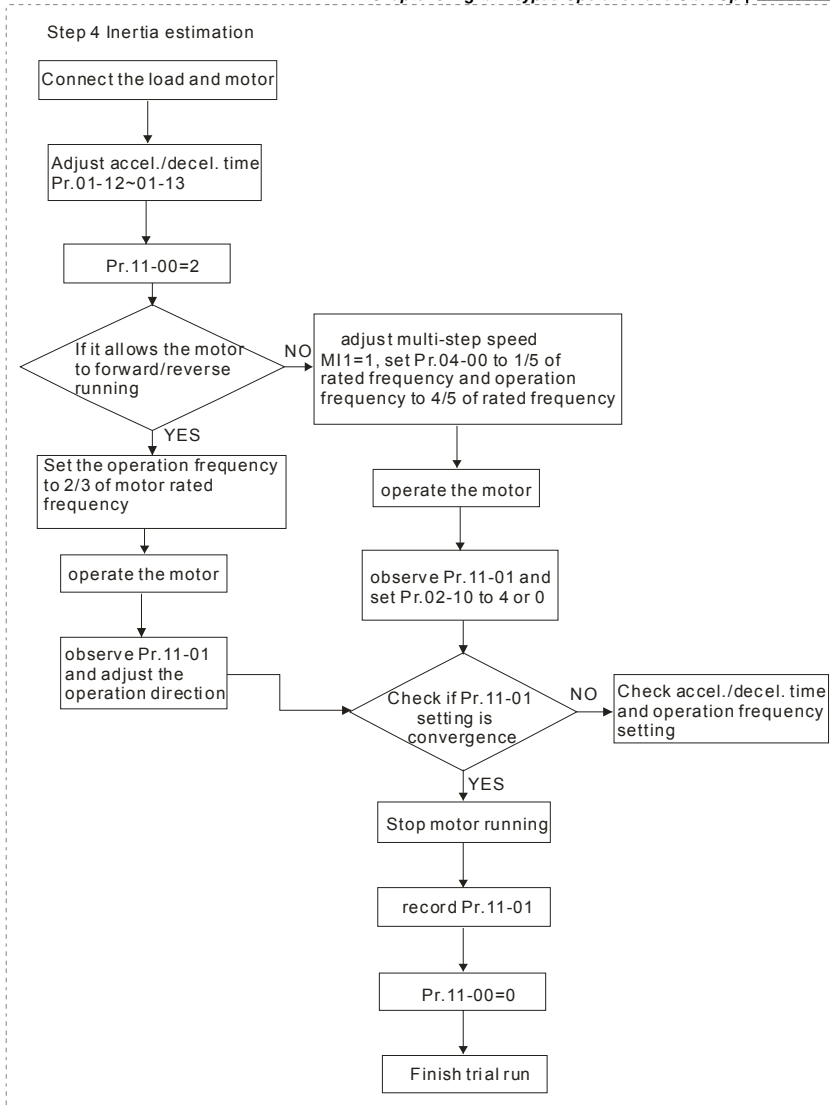 Step 4 Inertia estimation
Connect the load and motor
Adjust accel./decel. time
Pr.01-12~01-13
Pr.11-00=2
If it allows the motor
to forward/reverse
running
NO
adjust multi-step speed
MI1=1, set Pr.04-00 to 1/5 of
rated frequency and operation
frequency to 4/5 of rated frequency
YES
Set the operation frequency
to 2/3 of motor rated
frequency
operate the motor
operate the motor
observe Pr.11-01
and adjust the
operation direction
observe Pr.11-01 and
set Pr.02-10 to 4 or 0
Check if Pr.11-01
setting is
convergence
NO
Check accel./decel. time
and operation frequency
setting
YES
Stop motor running
record Pr.11-01
Pr.11-00=0
Finish trial run